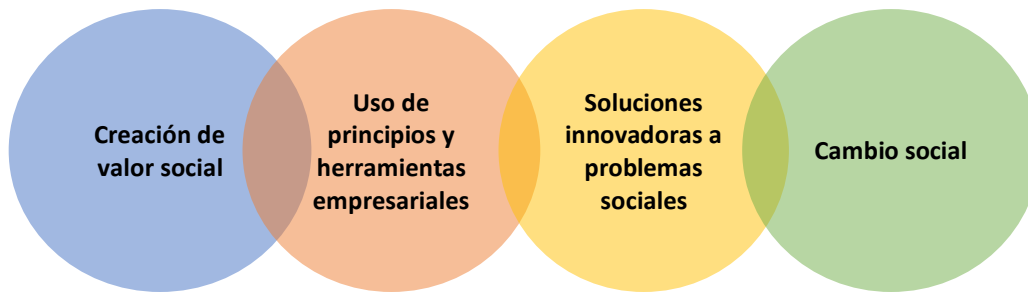 Creación de
valor social
Uso de
principios y
herramientas
empresariales
Soluciones
innovadoras a
problemas
sociales
Cambio social